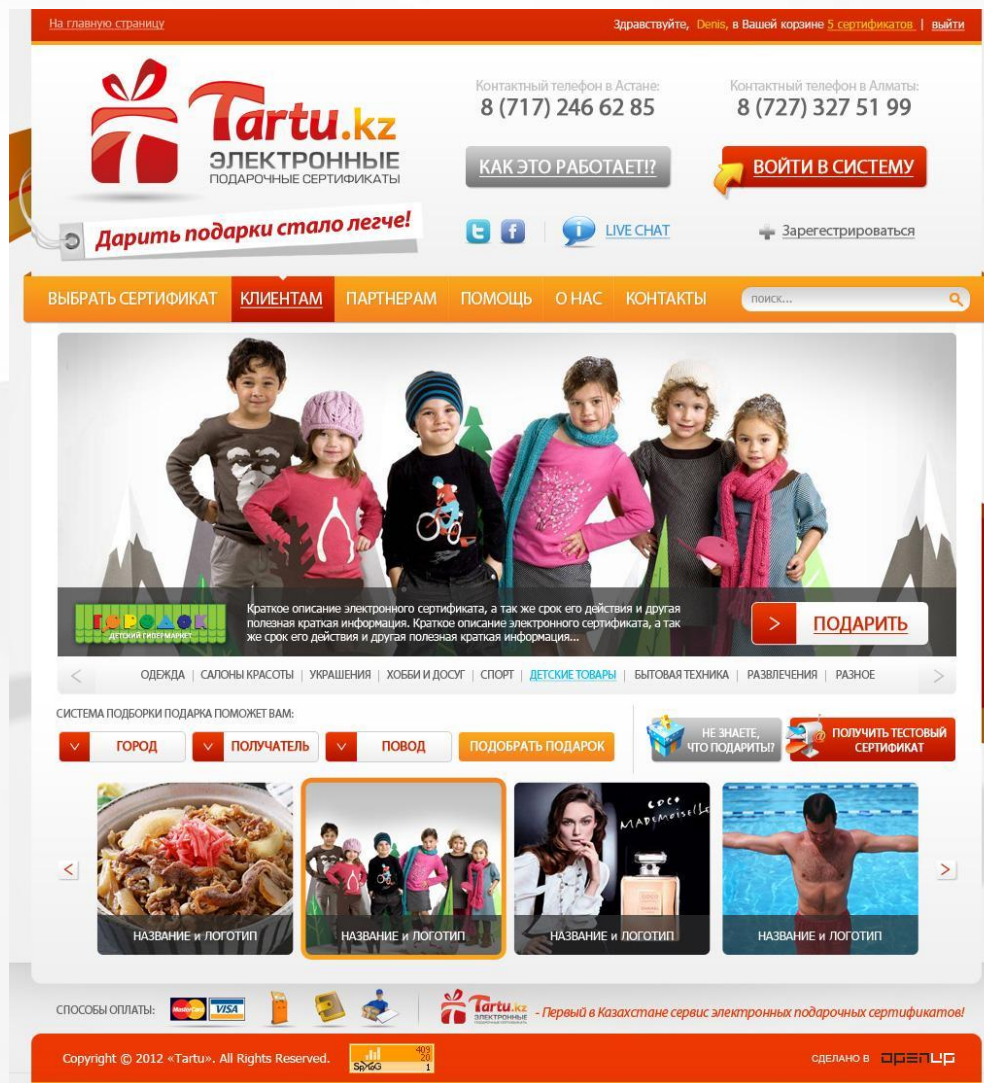 На главную страницу
Здравствуйте, Denis, в Вашей корзине 5 сертификатов | выйти
Контактный телефон в Астане:
8 (717) 246 62 85
Контактный телефон в Алматы:
8 (727) 327 51 99
Tartu.kz
ЭЛЕКТРОННЫЕ
ПОДАРОЧНЫЕ СЕРТИФИКАТЫ
КАК ЭТО РАБОТАЕТ!?
ВОЙТИ В СИСТЕМУ
Дарить подарки стало легче!
LIVE CHAT
Зарегестрироваться
ВЫБРАТЬ СЕРТИФИКАТ КЛИЕНТАМ ПАРТНЕРАМ ПОМОЩЬ О НАС КОНТАКТЫ поиск...
ГОРОДОК
ДЕТСКИЙ ГИПЕРМАРКЕТ
Краткое описание электронного сертификата, а так же срок его действия и другая
полезная краткая информация. Краткое описание электронного сертификата, а так
же срок его действия и другая полезная краткая информация...
> ПОДАРИТЬ
< ОДЕЖДА | САЛОНЫ КРАСОТЫ | УКРАШЕНИЯ | ХОББИ И ДОСУГ | СПОРТ | ДЕТСКИЕ ТОВАРЫ | БЫТОВАЯ ТЕХНИКА | РАЗВЛЕЧЕНИЯ | РАЗНОЕ >
СИСТЕМА ПОДБОРКИ ПОДАРКА ПОМОЖЕТ ВАМ:
ГОРОД ПОЛУЧАТЕЛЬ ПОВОД ПОДОБРАТЬ ПОДАРОК
НЕ ЗНАЕТЕ,
ЧТО ПОДАРИТЬ!?
ПОЛУЧИТЬ ТЕСТОВЫЙ
СЕРТИФИКАТ
COCO
MADEMOISELLE
НАЗВАНИЕ и ЛОГОТИП НАЗВАНИЕ и ЛОГОТИП НАЗВАНИЕ и ЛОГОТИП НАЗВАНИЕ и ЛОГОТИП
СПОСОБЫ ОПЛАТЫ:
MasterCard VISA
Tartu.kz
ЭЛЕКТРОННЫЕ
ПОДАРОЧНЫЕ СЕРТИФИКАТЫ
- Первый в Казахстане сервис электронных подарочных сертификатов!
Copyright © 2012 «Tartu». All Rights Reserved.
SpyLOG
409
20
1
СДЕЛАНО В OPENUP